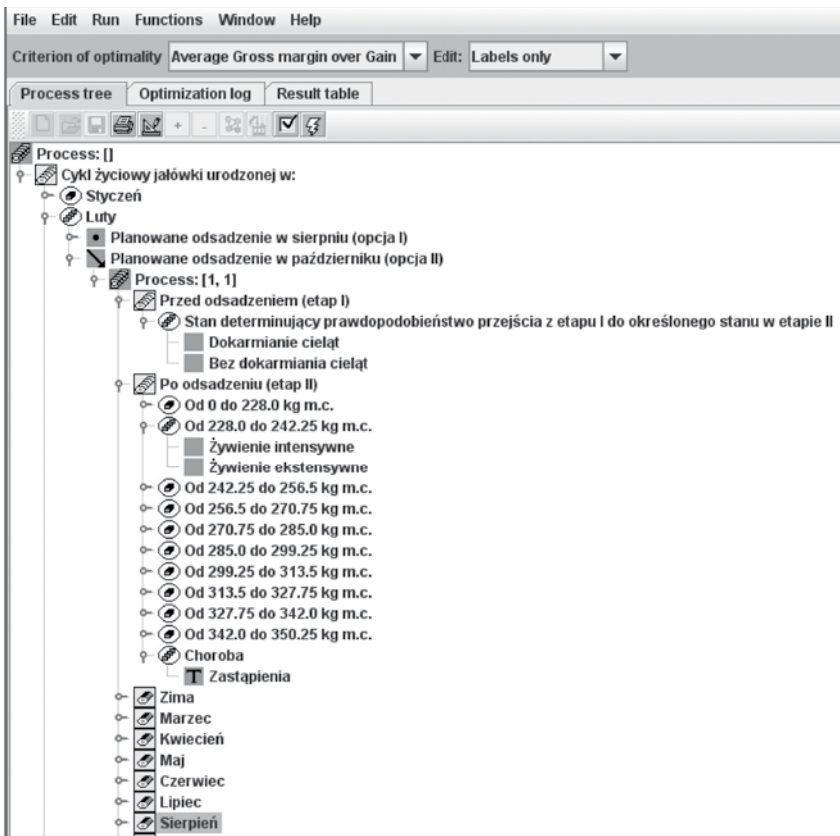 File Edit Run Functions Window Help
Criterion of optimality Average Gross margin over Gain Edit: Labels only
Process tree Optimization log Result table
Process: []
Cykl życiowy jałówki urodzonej w:
Styczeń
Luty
Planowane odsadzenie w sierpniu (opcja I)
Planowane odsadzenie w październiku (opcja II)
Process: [1, 1]
Przed odsadzeniem (etap I)
Stan determinujący prawdopodobieństwo przejścia z etapu I do określonego stanu w etapie II
Dokarmianie cieląt
Bez dokarmiania cieląt
Po odsadzeniu (etap II)
Od 0 do 228.0 kg m.c.
Od 228.0 do 242.25 kg m.c.
Żywienie intensywne
Żywienie ekstensywne
Od 242.25 do 256.5 kg m.c.
Od 256.5 do 270.75 kg m.c.
Od 270.75 do 285.0 kg m.c.
Od 285.0 do 299.25 kg m.c.
Od 299.25 do 313.5 kg m.c.
Od 313.5 do 327.75 kg m.c.
Od 327.75 do 342.0 kg m.c.
Od 342.0 do 350.25 kg m.c.
Choroba
T Zastąpienia
Zima
Marzec
Kwiecień
Maj
Czerwiec
Lipiec
Sierpień